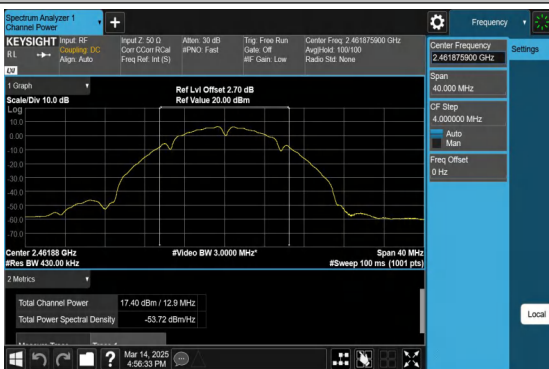 Spectrum Analyzer 1
Channel Power
Frequency
KEYSIGHT
RL
Input: RF
Coupling: DC
Align: Auto
Input Z: 50 Ω
Corr CCorr RCal
Freq Ref: Int (S)
Atten: 30 dB
#PNO: Fast
Trig: Free Run
Gate: Off
#IF Gain: Low
Center Freq: 2.461875900 GHz
Avg|Hold: 100/100
Radio Std: None
Center Frequency
2.461875900 GHz
Settings
Span
40.000 MHz
CF Step
4.000000 MHz
Auto
Man
Freq Offset
0 Hz
1 Graph
Scale/Div 10.0 dB
Ref Lvl Offset 2.70 dB
Ref Value 20.00 dBm
Log
10.0
0.00
-10.0
-20.0
-30.0
-40.0
-50.0
-60.0
-70.0
Center 2.46188 GHz
#Res BW 430.00 kHz
#Video BW 3.0000 MHz*
Span 40 MHz
#Sweep 100 ms (1001 pts)
2 Metrics
Total Channel Power 17.40 dBm / 12.9 MHz
Total Power Spectral Density -53.72 dBm/Hz
Local
?
Mar 14, 2025
4:56:33 PM